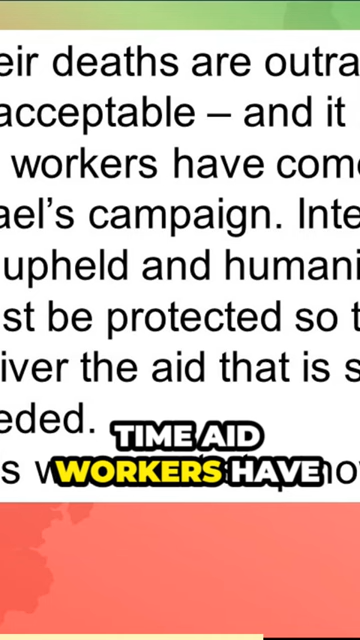 eir deaths are outra
acceptable – and it
workers have come
ael's campaign. Inte
upheld and humani
st be protected so t
iver the aid that is s
eded.
TIME AID
s w
WORKERS HAVE